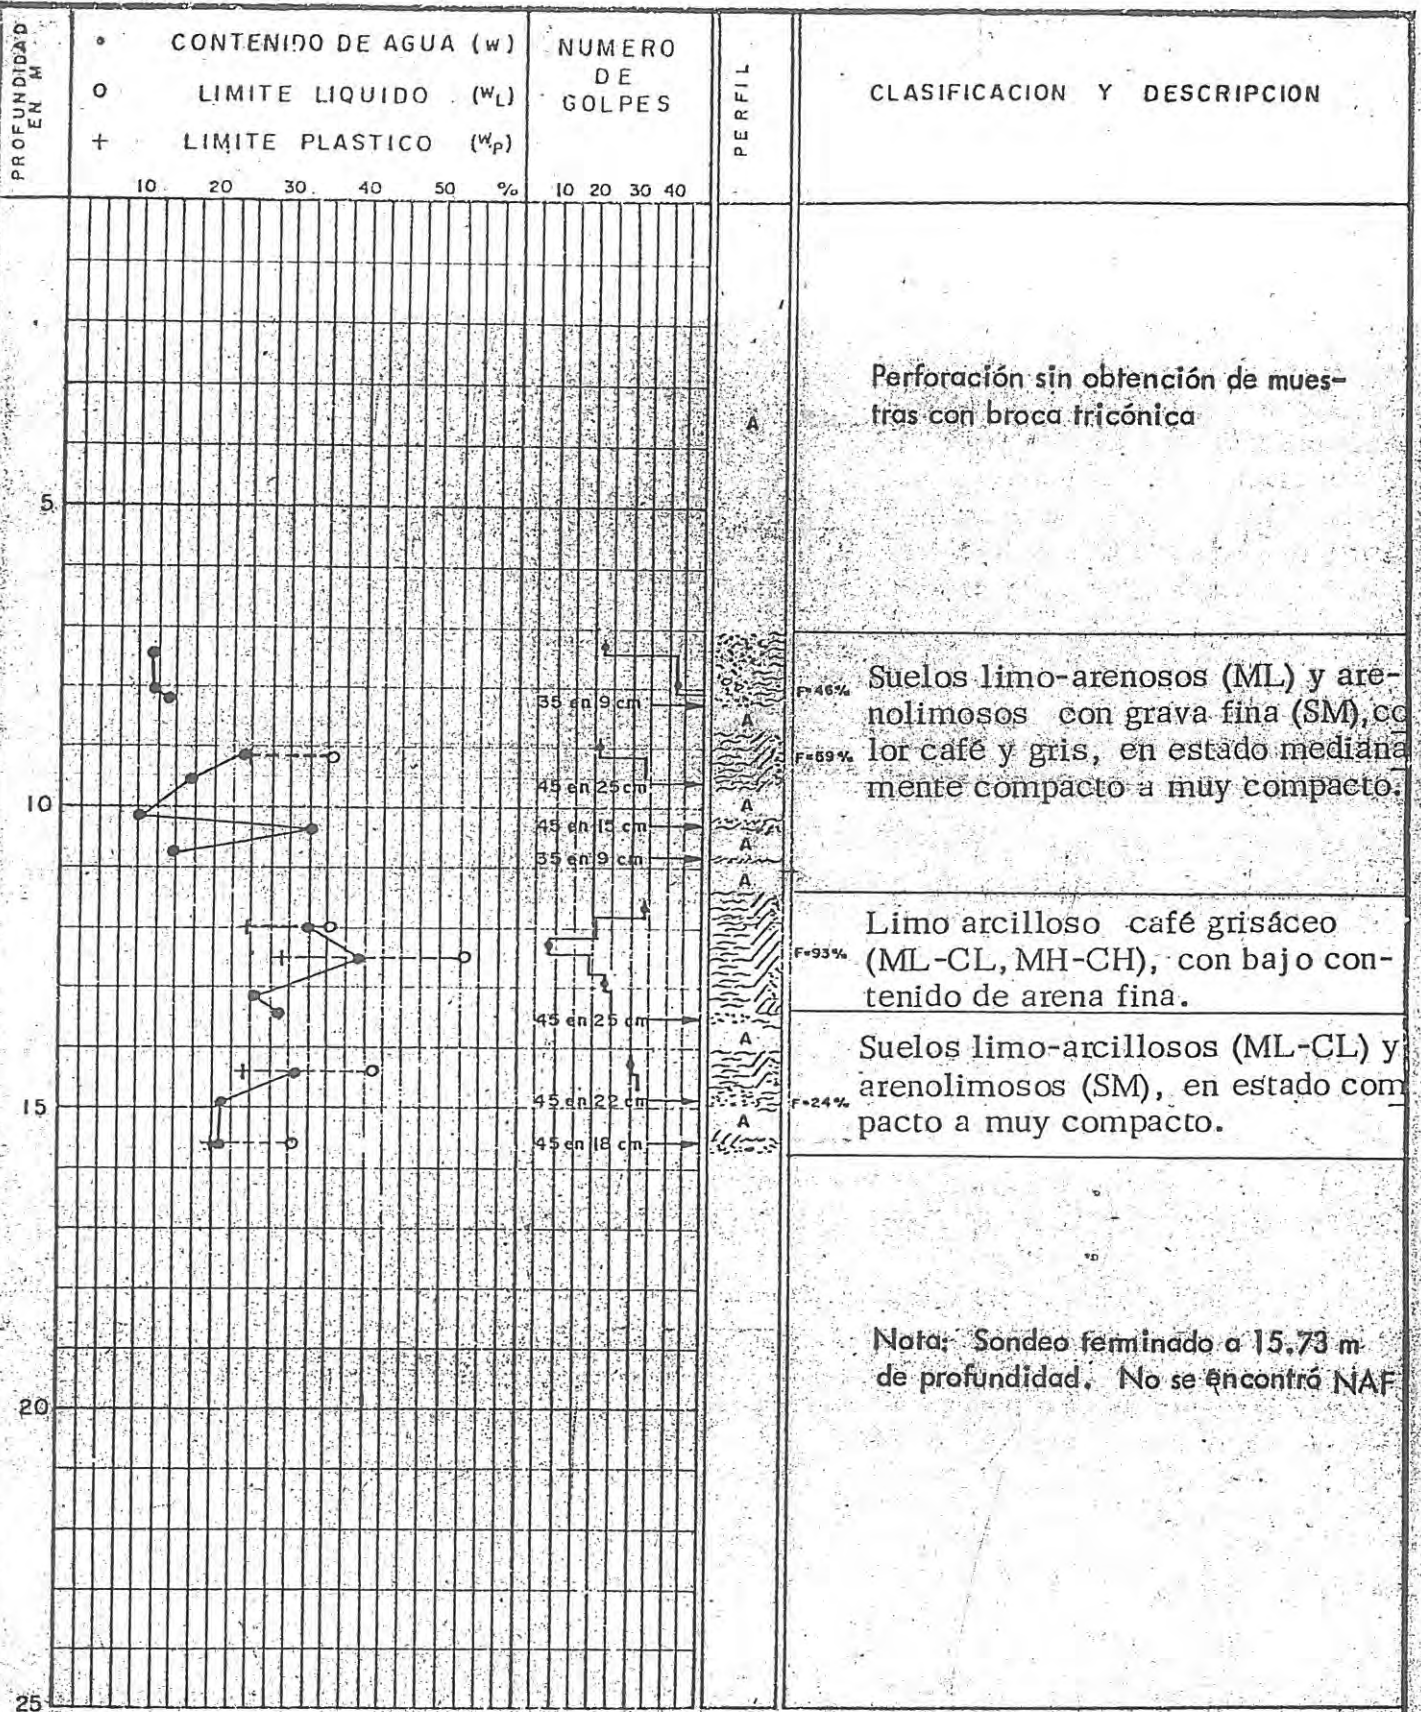 PROFUNDIDAD
EN M
• CONTENIDO DE AGUA (w)
o LIMITE LIQUIDO (wL)
+ LIMITE PLASTICO (wP)
10 20 30 40 50 %
NUMERO
DE
GOLPES
10 20 30 40
PERFIL
CLASIFICACION Y DESCRIPCION
A
Perforación sin obtención de mues-
tras con broca tricónica
5
35 en 9 cm
A
F=46%
Suelos limo-arenosos (ML) y are-
nolimosos con grava fina (SM), co
F=59%
lor café y gris, en estado mediana
mente compacto a muy compacto.
45 en 25 cm
10
A
45 en 15 cm
A
35 en 9 cm
A
Limo arcilloso café grisáceo
F=93%
(ML-CL, MH-CH), con bajo con-
tenido de arena fina.
45 en 25 cm
A
Suelos limo-arcillosos (ML-CL) y
15
45 en 22 cm
F=24%
arenolimosos (SM), en estado com
pacto a muy compacto.
A
45 en 18 cm
Nota: Sondeo terminado a 15.73 m
de profundidad. No se encontró NAF
20
25